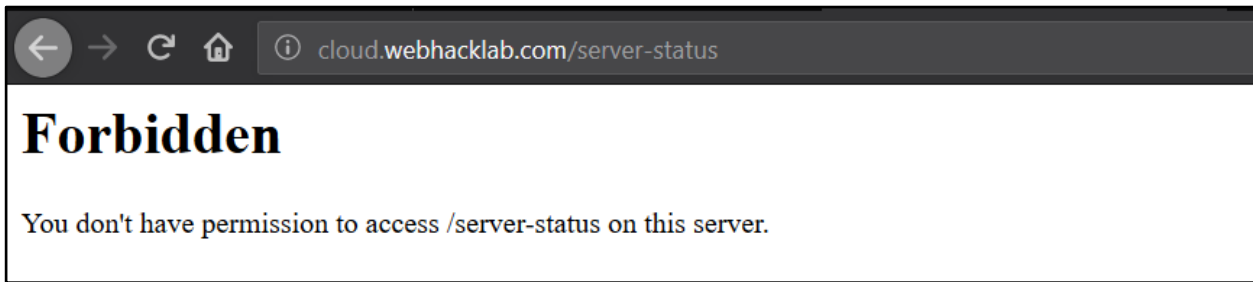 cloud.webhacklab.com/server-status
Forbidden
You don't have permission to access /server-status on this server.